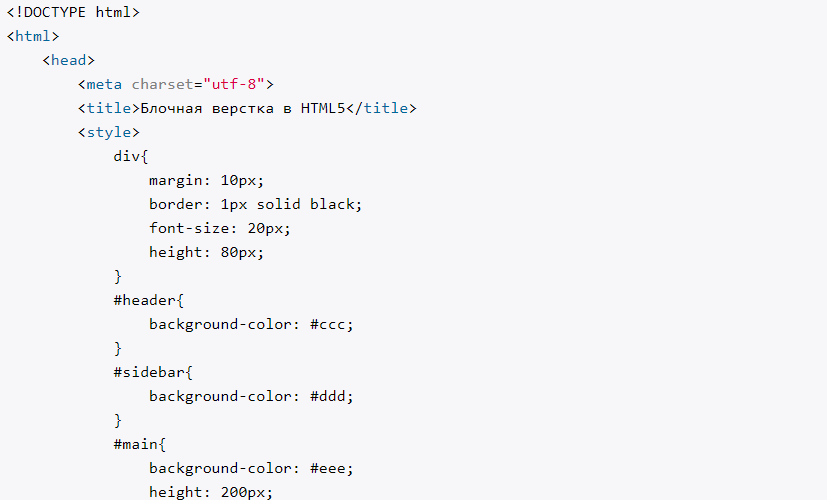 <!DOCTYPE html>
<html>
    <head>
        <meta charset="utf-8">
        <title>Блочная верстка в HTML5</title>
        <style>
            div{
                margin: 10px;
                border: 1px solid black;
                font-size: 20px;
                height: 80px;
            }
            #header{
                background-color: #ccc;
            }
            #sidebar{
                background-color: #ddd;
            }
            #main{
                background-color: #eee;
                height: 200px;